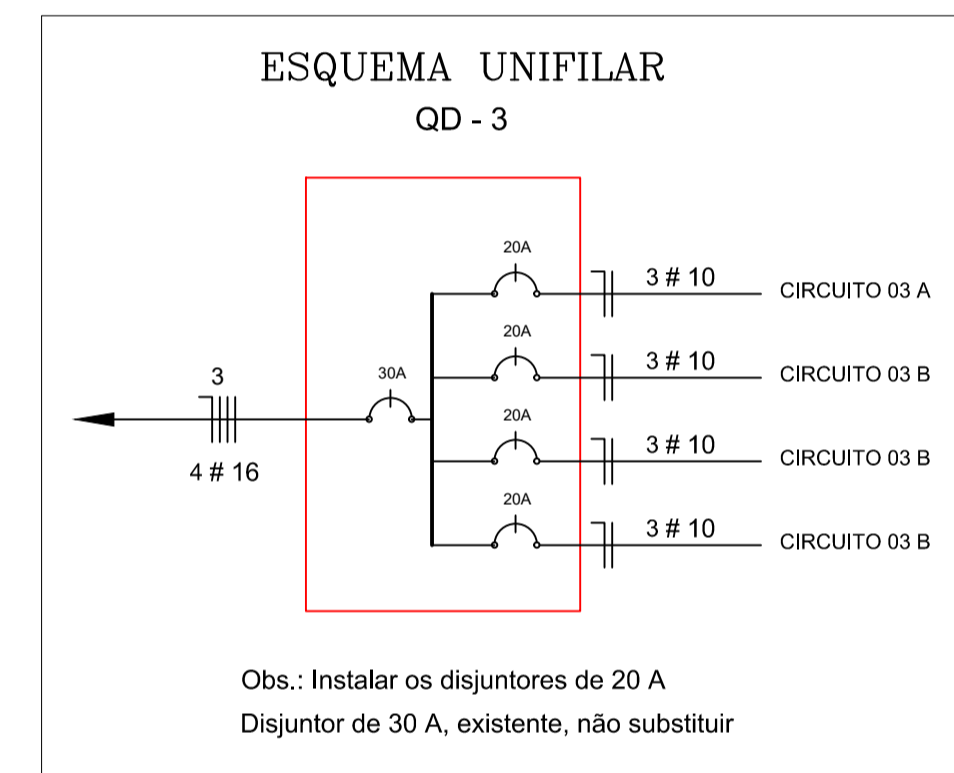 ESQUEMA UNIFILAR
QD - 3
20A
3 # 10
CIRCUITO 03 A
20A
3 # 10
CIRCUITO 03 B
3
30A
4 # 16
20A
3 # 10
CIRCUITO 03 B
20A
3 # 10
CIRCUITO 03 B
Obs.: Instalar os disjuntores de 20 A
Disjuntor de 30 A, existente, não substituir